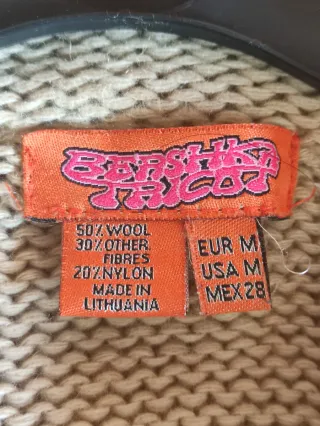 BERSHKA
TRICOT
50% WOOL
30% OTHER
FIBRES
20% NYLON
MADE IN
LITHUANIA
EUR M
USA M
MEX 28